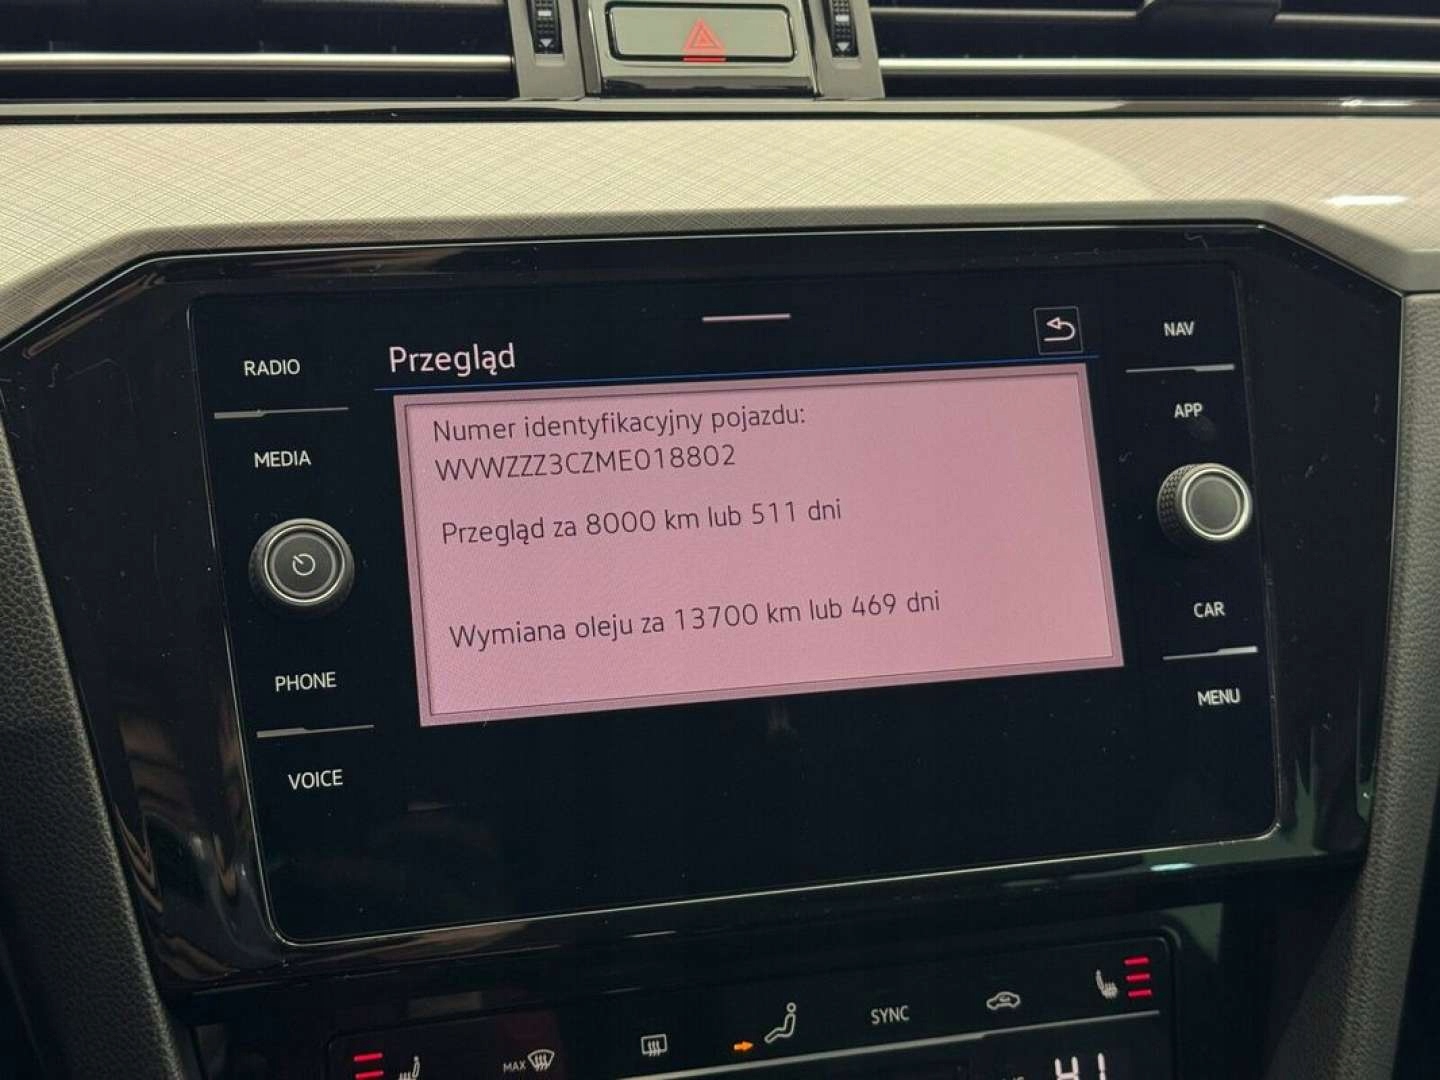 RADIO
MEDIA
PHONE
VOICE
Przegląd
Numer identyfikacyjny pojazdu:
WVWZZZ3CZME018802
Przegląd za 8000 km lub 511 dni
Wymiana oleju za 13700 km lub 469 dni
NAV
APP
CAR
MENU
MAX
SYNC